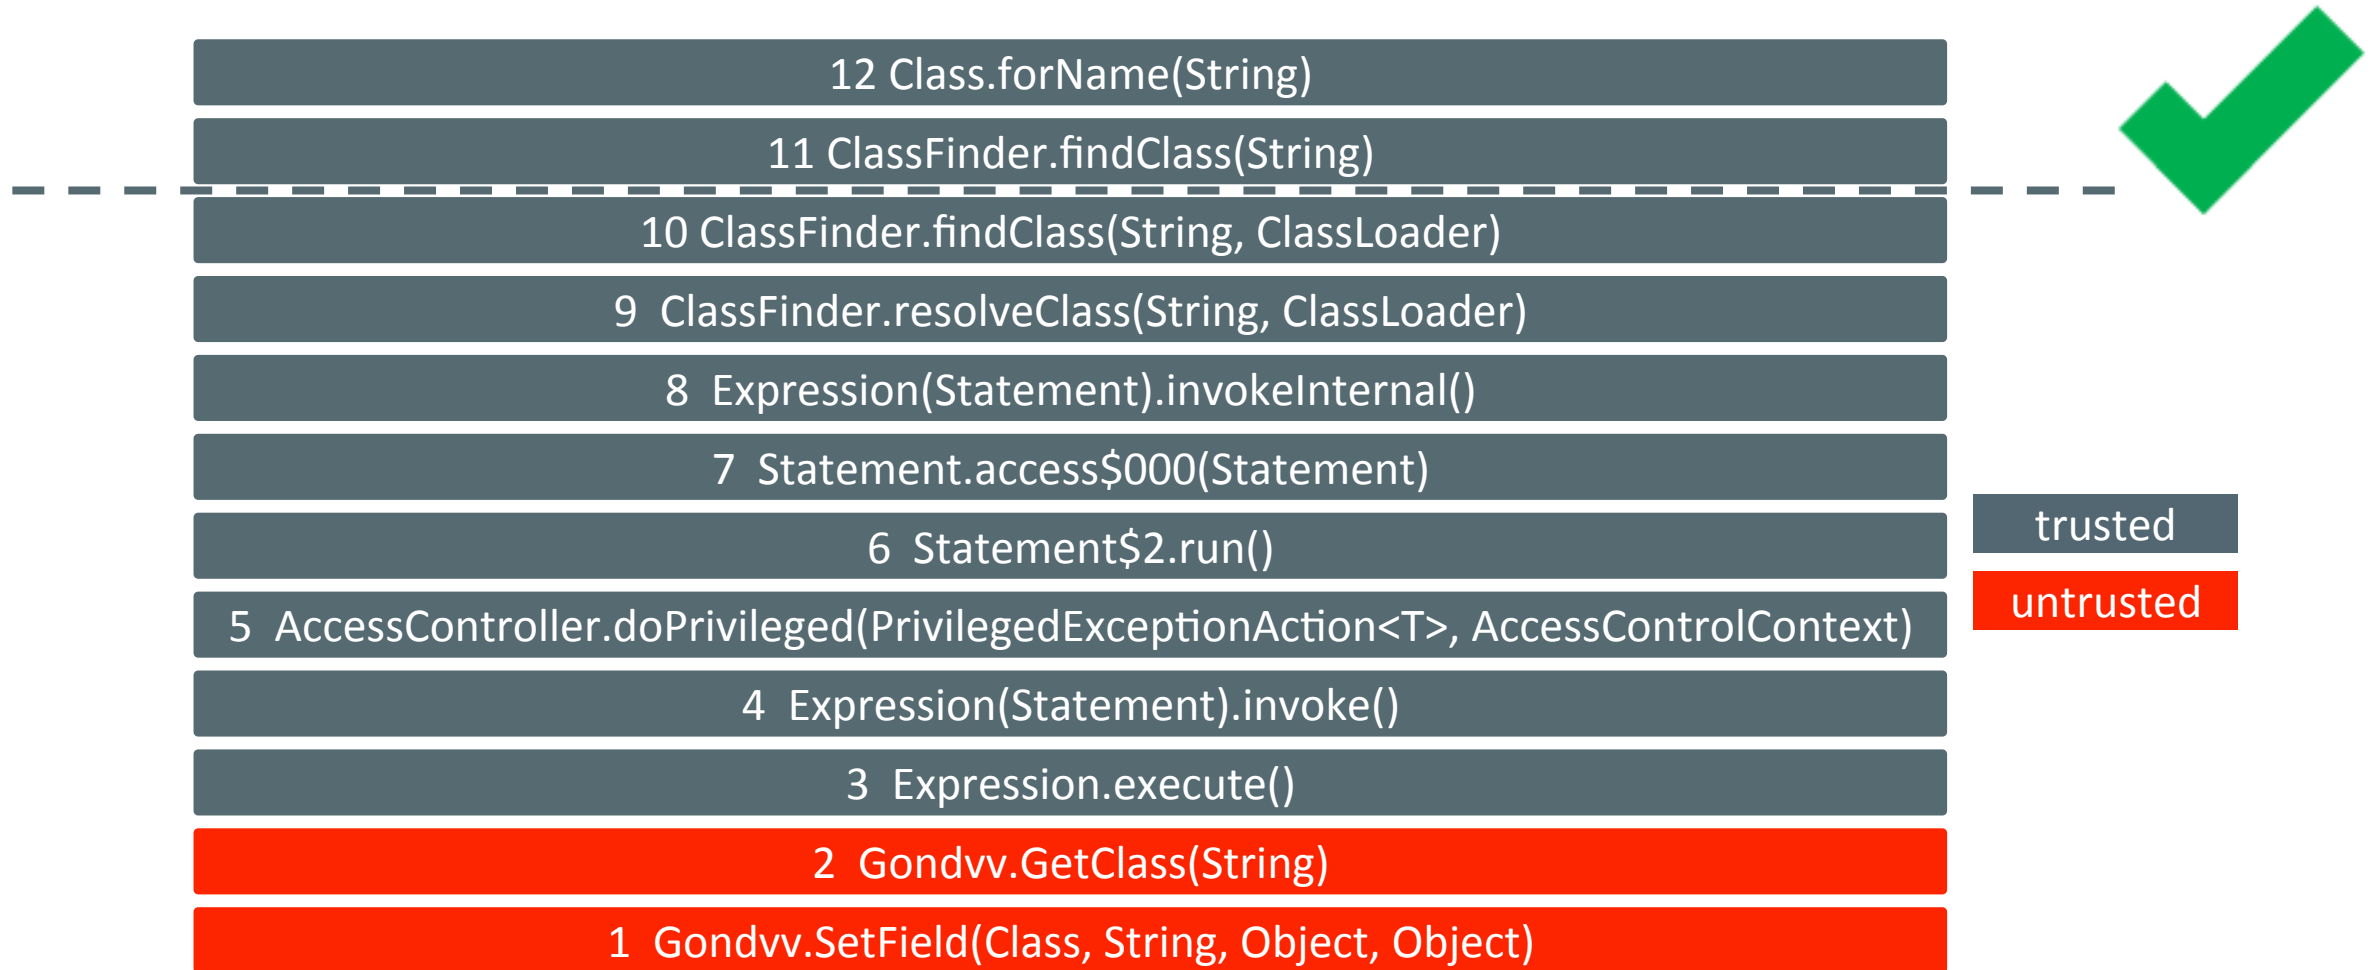 12 Class.forName(String)
11 ClassFinder.findClass(String)
10 ClassFinder.findClass(String, ClassLoader)
9 ClassFinder.resolveClass(String, ClassLoader)
8 Expression(Statement).invokeInternal()
7 Statement.access$000(Statement)
6 Statement$2.run()
5 AccessController.doPrivileged(PrivilegedExceptionAction<T>, AccessControlContext)
4 Expression(Statement).invoke()
3 Expression.execute()
2 Gondvv.GetClass(String)
1 Gondvv.SetField(Class, String, Object, Object)
trusted
untrusted